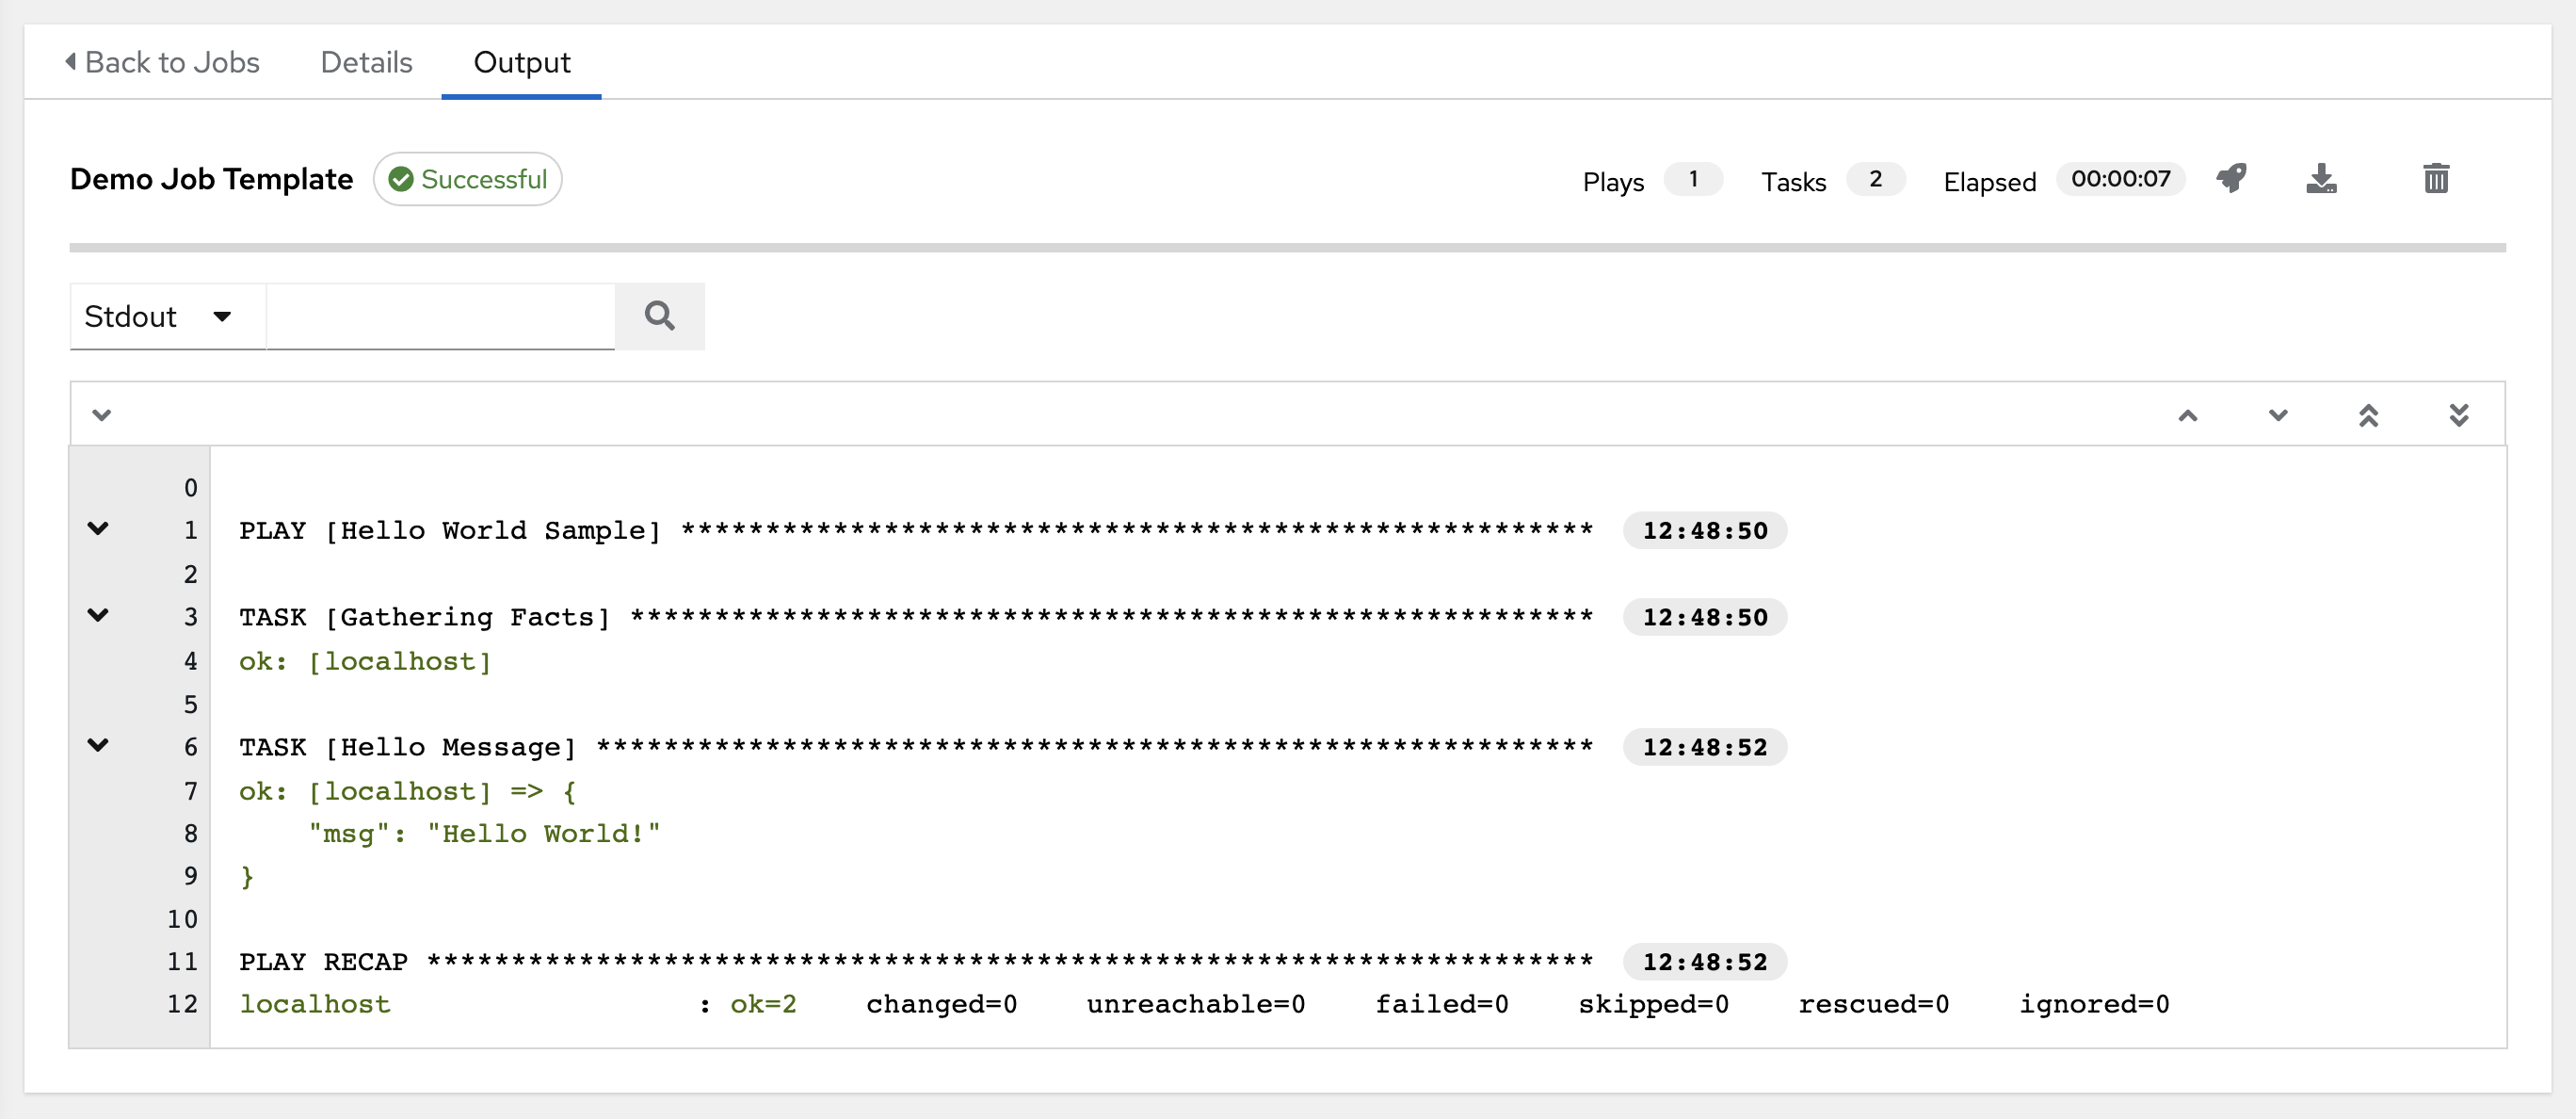 Back to Jobs Details Output
Demo Job Template Successful Plays 1 Tasks 2 Elapsed 00:00:07
Stdout
0
1 PLAY [Hello World Sample] ****************************************************** 12:48:50
2
3 TASK [Gathering Facts] ********************************************************* 12:48:50
4 ok: [localhost]
5
6 TASK [Hello Message] *********************************************************** 12:48:52
7 ok: [localhost] => {
8     "msg": "Hello World!"
9 }
10
11 PLAY RECAP ********************************************************************* 12:48:52
12 localhost                  : ok=2    changed=0    unreachable=0    failed=0    skipped=0    rescued=0    ignored=0